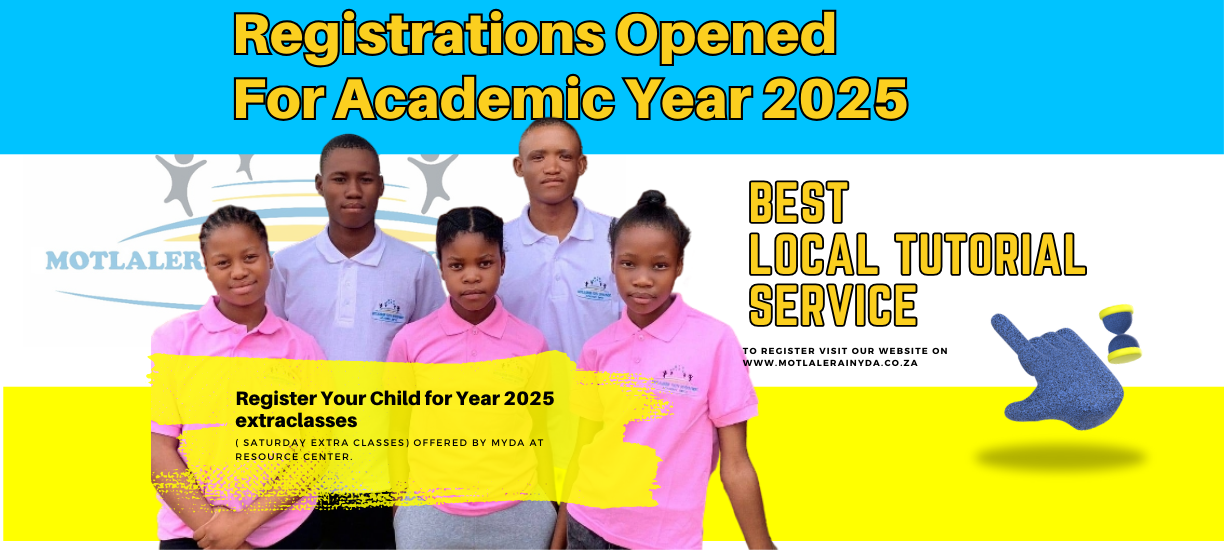 Registrations Opened
For Academic Year 2025
MOTLALER
BEST
LOCAL TUTORIAL
SERVICE
TO REGISTER VISIT OUR WEBSITE ON
WWW.MOTLALERAINYDA.CO.ZA
Register Your Child for Year 2025
extraclasses
( SATURDAY EXTRA CLASSES) OFFERED BY MYDA AT
RESOURCE CENTER.